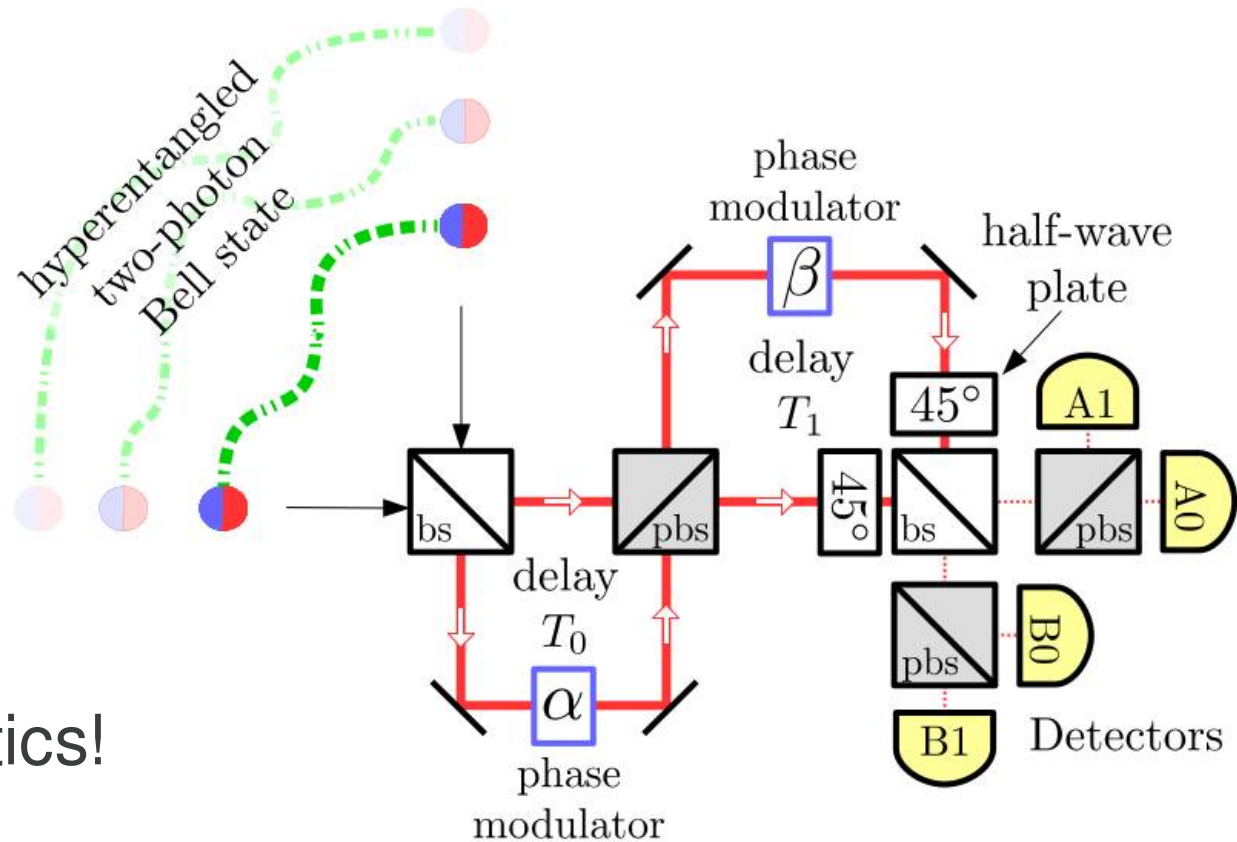 hyperentangled
two-photon
Bell state
phase
modulator
β
half-wave
plate
delay
T₁
45°
45°
A1
A0
bs
pbs
bs
pbs
delay
T₀
α
phase
modulator
pbs
B0
B1
Detectors
tics!